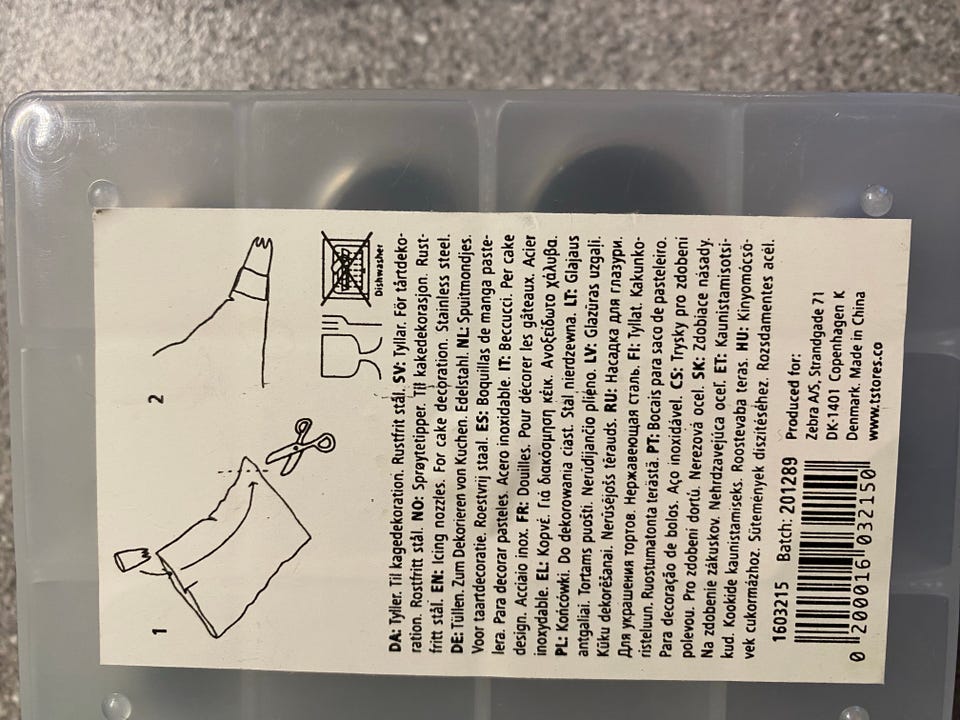 1
2
Dishwasher
DA: Tyller. Til kagedekoration. Rustfrit stål. SV: Tyllar. För tårtdeko-
ration. Rostfritt stål. NO: Sprøytetipper. Til kakedekorasjon. Rust-
fritt stål. EN: Icing nozzles. For cake decoration. Stainless steel.
DE: Tüllen. Zum Dekorieren von Kuchen. Edelstahl. NL: Spuitmondjes.
Voor taartdecoratie. Roestvrij staal. ES: Boquillas de manga paste-
lera. Para decorar pasteles. Acero inoxidable. IT: Beccucci. Per cake
design. Acciaio inox. FR: Douilles. Pour décorer les gâteaux. Acier
inoxydable. EL: Κορνέ. Γιά διακόσμηση κέικ. Ανοξείδωτο χάλυβα.
PL: Końcówki. Do dekorowania ciast. Stal nierdzewna. LT: Glajaus
antgaliai. Tortams puošti. Nerūdijančio plieno. LV: Glazūras uzgaļi.
Kūku dekorēšanai. Nerūsējošs tērauds. RU: Насадка для глазури.
Для украшения тортов. Нержавеющая сталь. FI: Tyllat. Kakunko-
risteluun. Ruostumatonta terästä. PT: Bocais para saco de pasteleiro.
Para decoração de bolos. Aço inoxidável. CS: Trysky pro zdobení
polevou. Pro zdobení dortů. Nerezová ocel. SK: Zdobiace násady.
Na zdobenie zákuskov. Nehrdzavejúca oceľ. ET: Kaunistamisotsi-
kud. Kookide kaunistamiseks. Roostevaba teras. HU: Kinyomócső-
vek cukormázhoz. Sütemények díszítéséhez. Rozsdamentes acél.
1603215 Batch: 201289
0 200016 032150
Produced for:
Zebra A/S, Strandgade 71
DK-1401 Copenhagen K
Denmark. Made in China
www.tstores.co